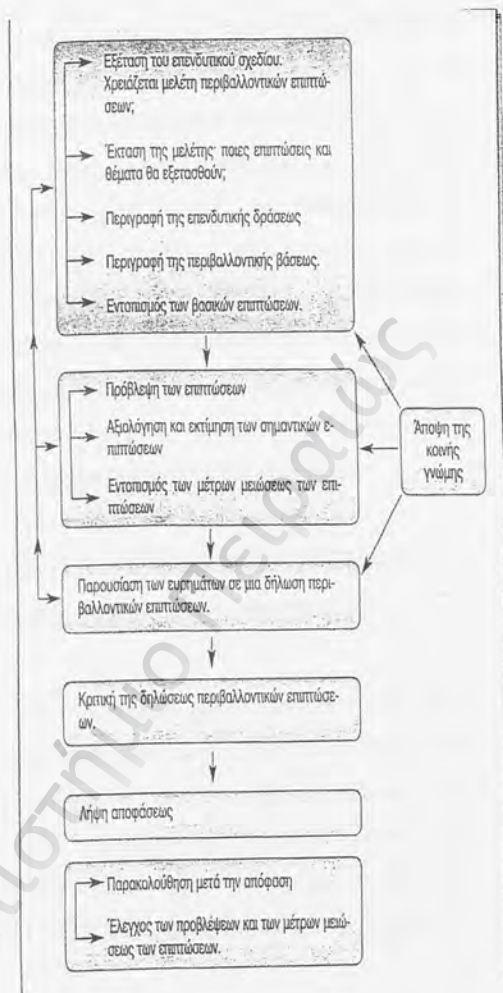 Εξέταση του επενδυτικού σχεδίου.
Χρειάζεται μελέτη περιβαλλοντικών επιπτώ-
σεων;
Έκταση της μελέτης· ποιες επιπτώσεις και
θέματα θα εξετασθούν;
Περιγραφή της επενδυτικής δράσεως
Περιγραφή της περιβαλλοντικής βάσεως.
Εντοπισμός των βασικών επιπτώσεων.
Πρόβλεψη των επιπτώσεων
Αξιολόγηση και εκτίμηση των σημαντικών ε-
πιπτώσεων
Εντοπισμός των μέτρων μειώσεως των επι-
πτώσεων
Άποψη της
κοινής
γνώμης
Παρουσίαση των ευρημάτων σε μια δήλωση περι-
βαλλοντικών επιπτώσεων.
Κριτική της δηλώσεως περιβαλλοντικών επιπτώσε-
ων.
Λήψη αποφάσεως
Παρακολούθηση μετά την απόφαση
Έλεγχος των προβλέψεων και των μέτρων μειώ-
σεως των επιπτώσεων.
Πειραιώς